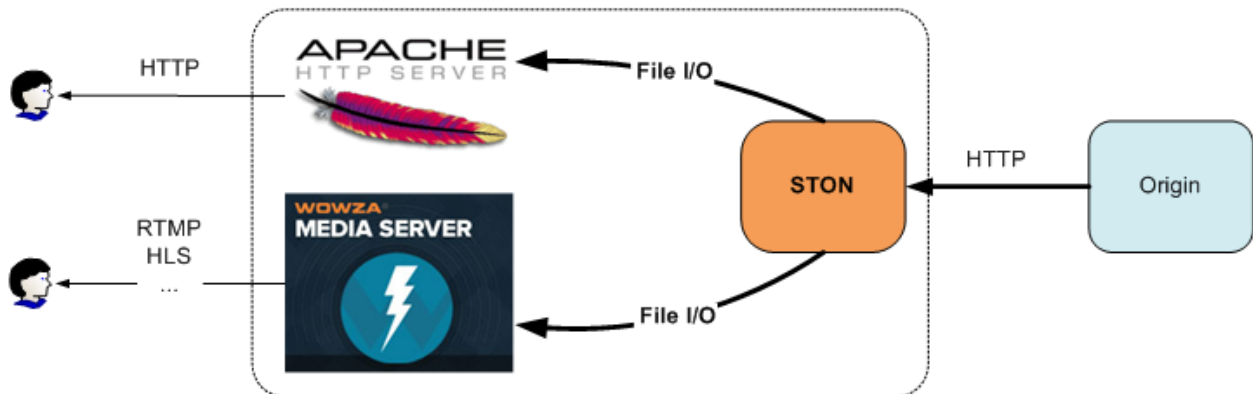 APACHE
HTTP SERVER
HTTP
File I/O
STON
HTTP
Origin
WOWZA
MEDIA SERVER
RTMP
HLS
...
File I/O